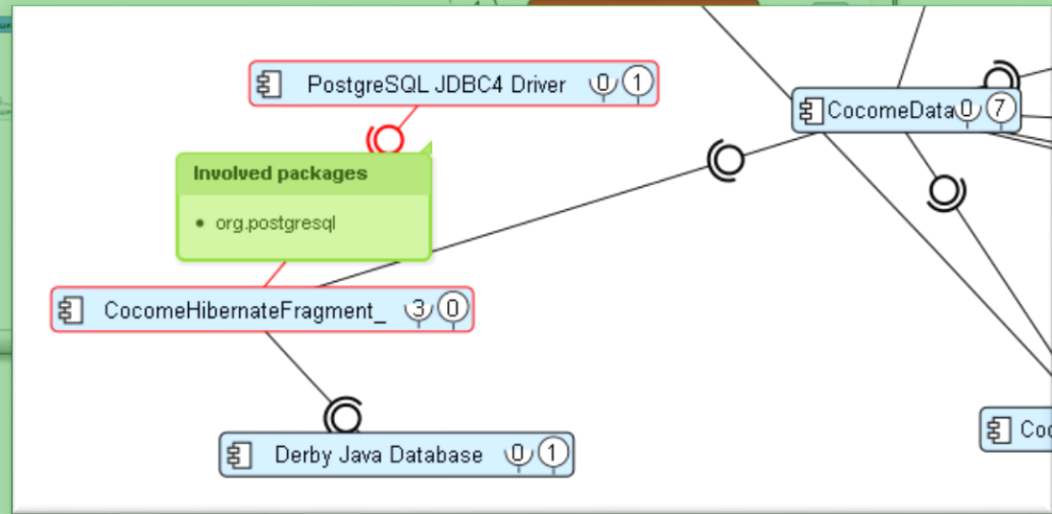 PostgreSQL JDBC4 Driver 0 1
CocomeData 0 7
Involved packages
• org.postgresql
CocomeHibernateFragment_ 3 0
Derby Java Database 0 1